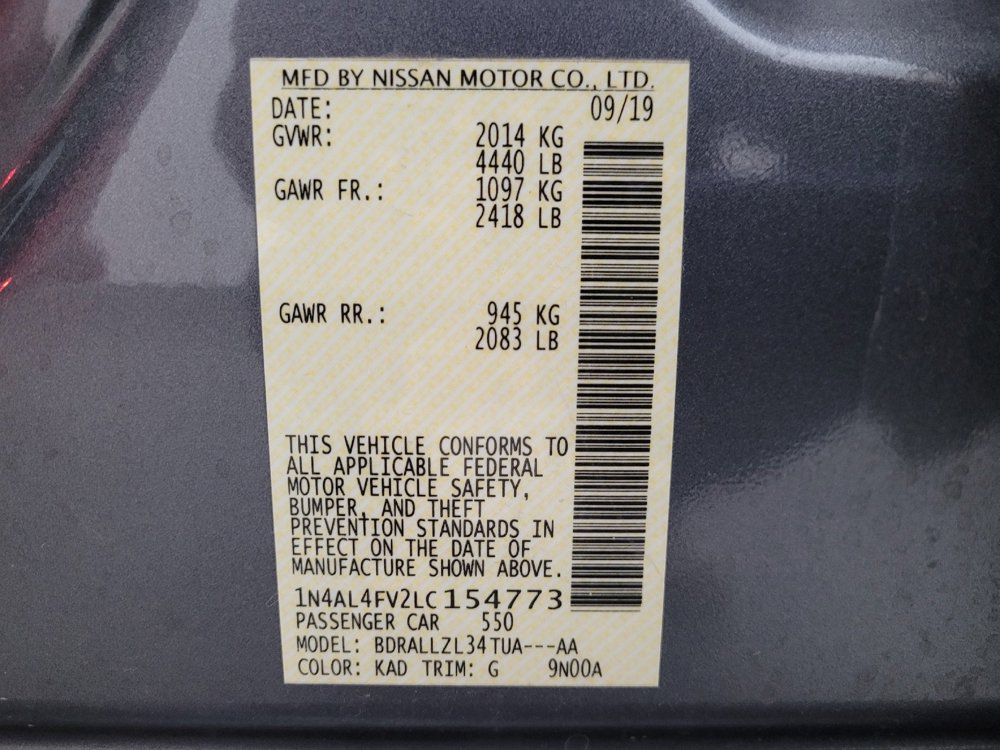 MFD BY NISSAN MOTOR CO., LTD.
DATE: 09/19
GVWR: 2014 KG
4440 LB
GAWR FR.: 1097 KG
2418 LB
GAWR RR.: 945 KG
2083 LB
THIS VEHICLE CONFORMS TO
ALL APPLICABLE FEDERAL
MOTOR VEHICLE SAFETY,
BUMPER, AND THEFT
PREVENTION STANDARDS IN
EFFECT ON THE DATE OF
MANUFACTURE SHOWN ABOVE.
1N4AL4FV2LC154773
PASSENGER CAR 550
MODEL: BDRALLZL34TUA---AA
COLOR: KAD TRIM: G 9N00A